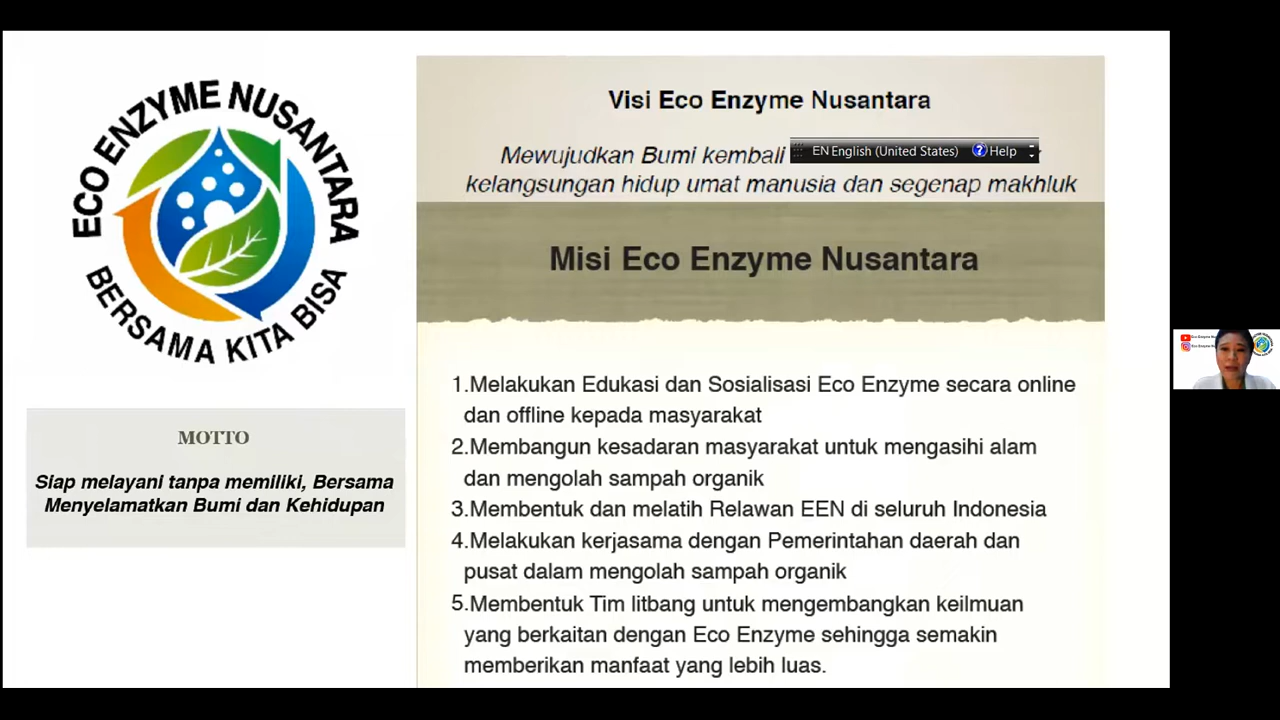 ECO ENZYME NUSANTARA
BERSAMA KITA BISA
MOTTO
Siap melayani tanpa memiliki, Bersama
Menyelamatkan Bumi dan Kehidupan
Visi Eco Enzyme Nusantara
Mewujudkan Bumi kembali
EN English (United States) Help
kelangsungan hidup umat manusia dan segenap makhluk
Misi Eco Enzyme Nusantara
1.Melakukan Edukasi dan Sosialisasi Eco Enzyme secara online
dan offline kepada masyarakat
2.Membangun kesadaran masyarakat untuk mengasihi alam
dan mengolah sampah organik
3.Membentuk dan melatih Relawan EEN di seluruh Indonesia
4.Melakukan kerjasama dengan Pemerintahan daerah dan
pusat dalam mengolah sampah organik
5.Membentuk Tim litbang untuk mengembangkan keilmuan
yang berkaitan dengan Eco Enzyme sehingga semakin
memberikan manfaat yang lebih luas.